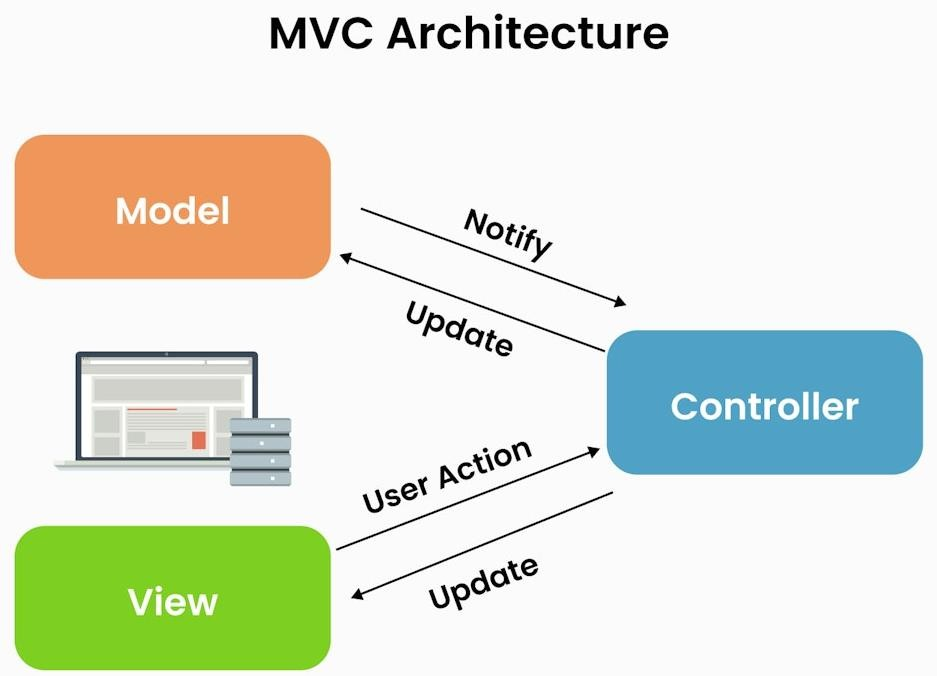 MVC Architecture
Model
Notify
Update
Controller
User Action
Update
View